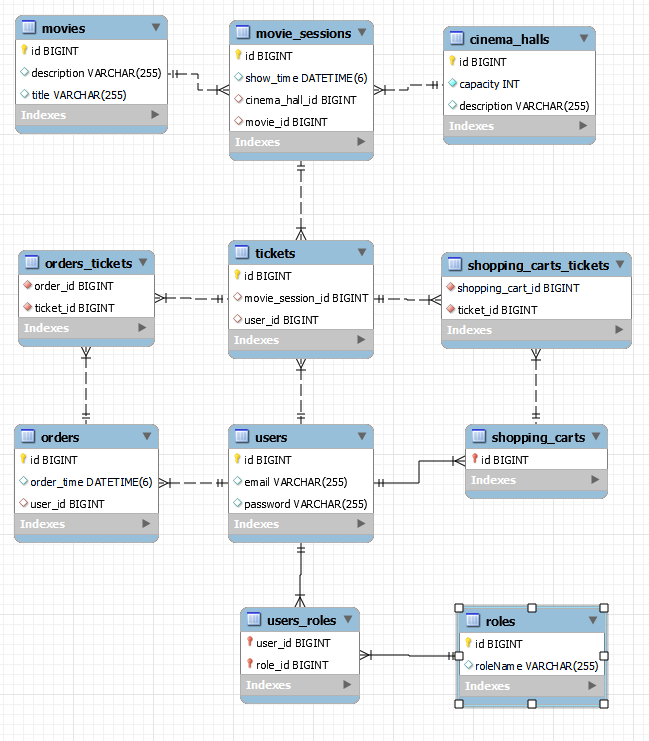 movies
id BIGINT
description VARCHAR(255)
title VARCHAR(255)
Indexes
movie_sessions
id BIGINT
show_time DATETIME(6)
cinema_hall_id BIGINT
movie_id BIGINT
Indexes
cinema_halls
id BIGINT
capacity INT
description VARCHAR(255)
Indexes
orders_tickets
order_id BIGINT
ticket_id BIGINT
Indexes
tickets
id BIGINT
movie_session_id BIGINT
user_id BIGINT
Indexes
shopping_carts_tickets
shopping_cart_id BIGINT
ticket_id BIGINT
Indexes
orders
id BIGINT
order_time DATETIME(6)
user_id BIGINT
Indexes
users
id BIGINT
email VARCHAR(255)
password VARCHAR(255)
Indexes
shopping_carts
id BIGINT
Indexes
users_roles
user_id BIGINT
role_id BIGINT
Indexes
roles
id BIGINT
roleName VARCHAR(255)
Indexes